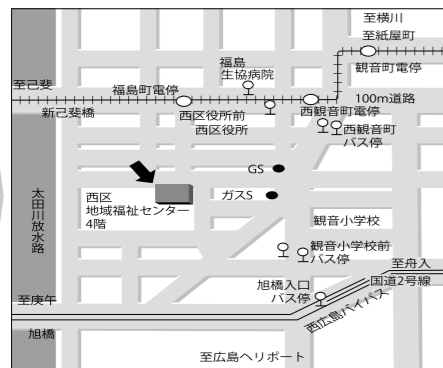 至横川
至紙屋町
福島
生協病院
観音町電停
至己斐
福島町電停
100m道路
新己斐橋
西区役所前
西区役所
西観音町電停
西観音町
バス停
GS
太田川放水路
西区
地域福祉センター
4階
ガスS
観音小学校
観音小学校前
バス停
至舟入
旭橋入口
バス停
国道2号線
至庚午
西広島バイパス
旭橋
至広島ヘリポート